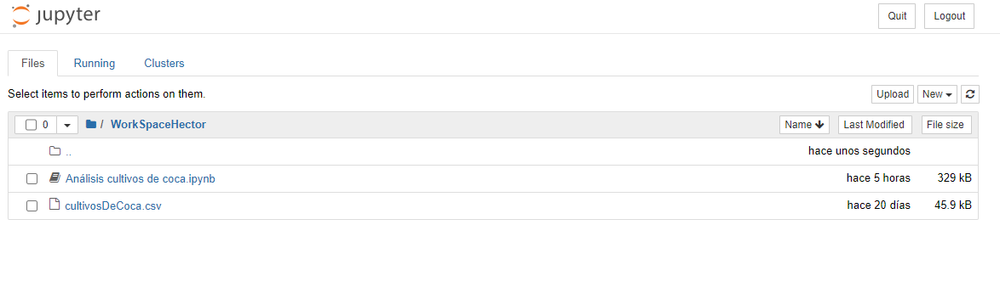 jupyter Quit Logout
Files Running Clusters
Select items to perform actions on them. Upload New
0 / WorkSpaceHector Name Last Modified File size
.. hace unos segundos
Análisis cultivos de coca.ipynb hace 5 horas 329 kB
cultivosDeCoca.csv hace 20 días 45.9 kB